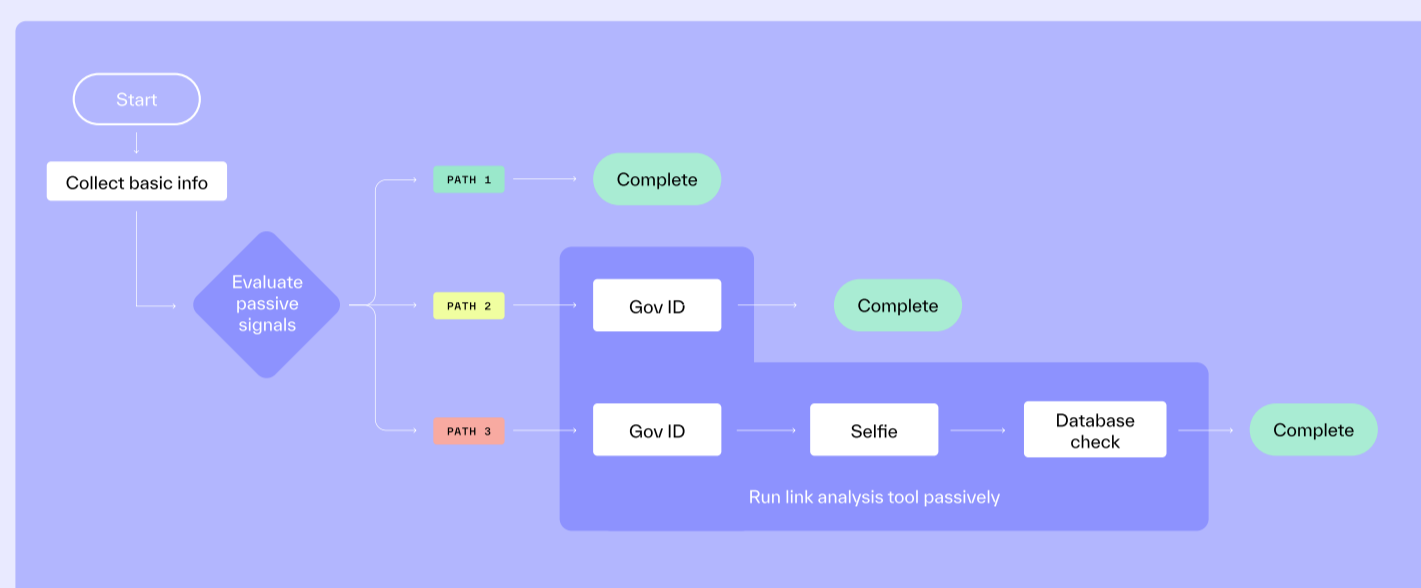 Start
Collect basic info
Evaluate
passive
signals
PATH 1
Complete
PATH 2
Gov ID
Complete
PATH 3
Gov ID
Selfie
Database
check
Complete
Run link analysis tool passively